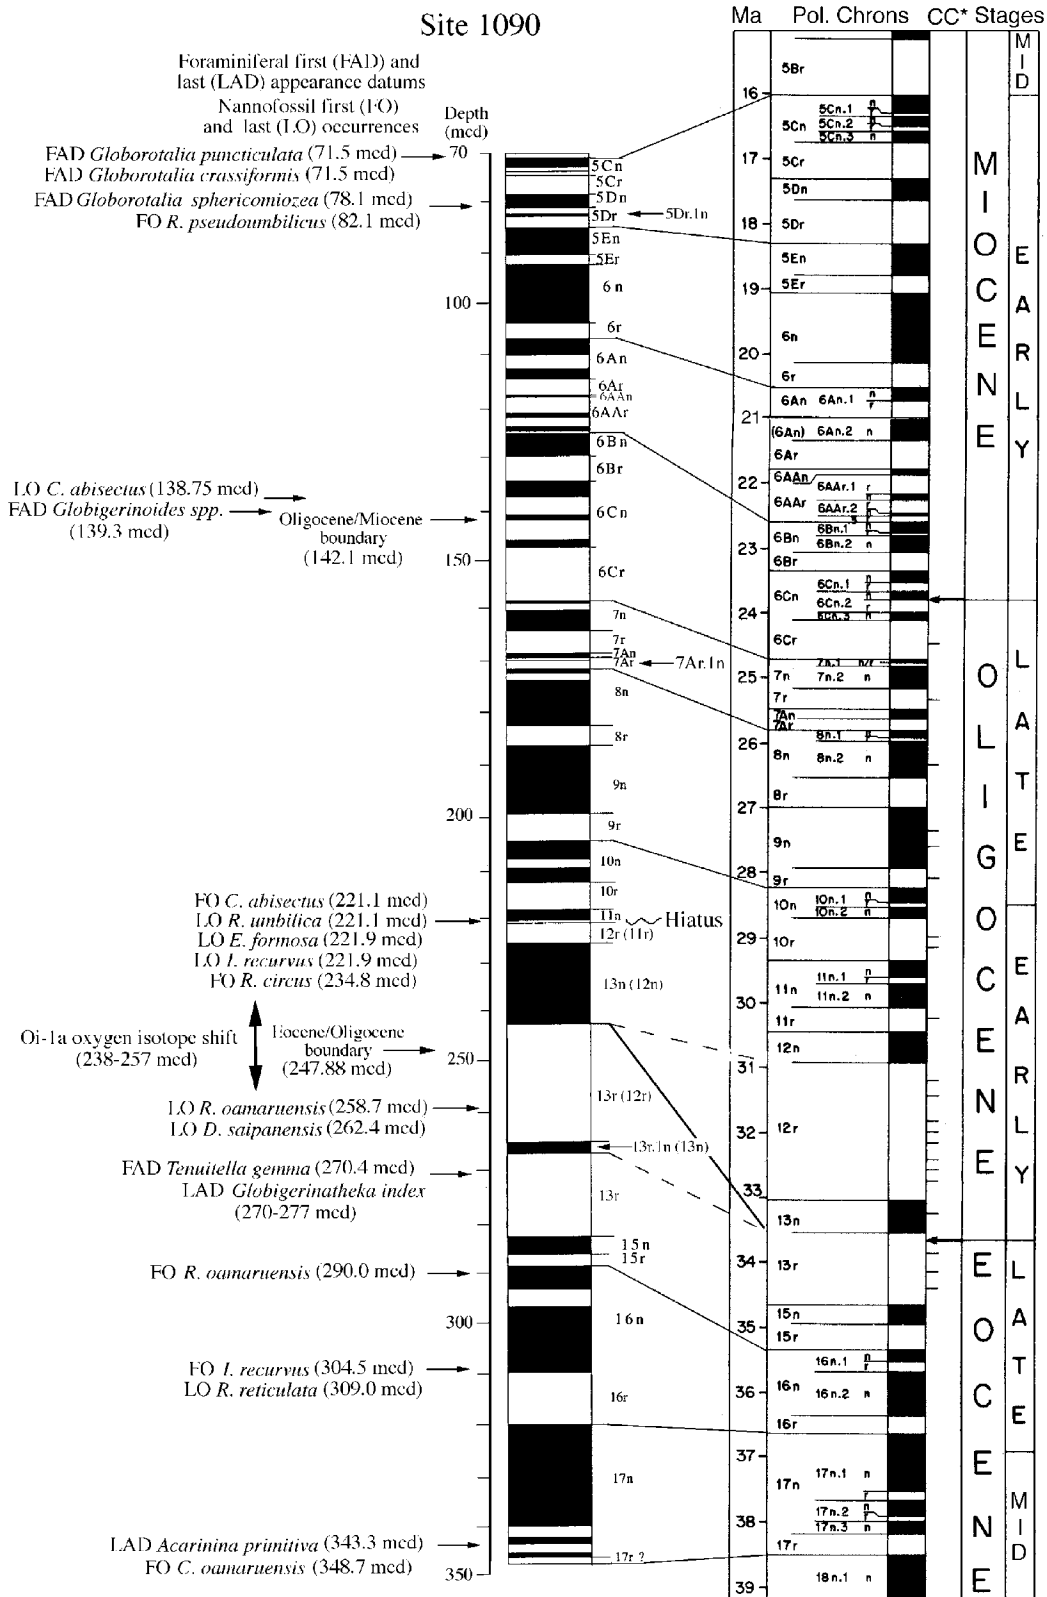 Site 1090
Foraminiferal first (FAD) and
last (LAD) appearance datums
Nannofossil first (FO)
and last (LO) occurrences
FAD Globorotalia puncticulata (71.5 mcd)
FAD Globorotalia crassiformis (71.5 mcd)
FAD Globorotalia sphericomiozea (78.1 mcd)
FO R. pseudoumbilicus (82.1 mcd)
LO C. abisectus (138.75 mcd)
FAD Globigerinoides spp.
(139.3 mcd)
Oligocene/Miocene
boundary
(142.1 mcd)
FO C. abisectus (221.1 mcd)
LO R. umbilica (221.1 mcd)
LO E. formosa (221.9 mcd)
LO I. recurvus (221.9 mcd)
FO R. circus (234.8 mcd)
Oi-1a oxygen isotope shift
(238-257 mcd)
Eocene/Oligocene
boundary
(247.88 mcd)
LO R. oamaruensis (258.7 mcd)
LO D. saipanensis (262.4 mcd)
FAD Tenuitella gemma (270.4 mcd)
LAD Globigerinatheka index
(270-277 mcd)
FO R. oamaruensis (290.0 mcd)
FO I. recurvus (304.5 mcd)
LO R. reticulata (309.0 mcd)
LAD Acarinina primitiva (343.3 mcd)
FO C. oamaruensis (348.7 mcd)
Depth
(mcd)
70
100
150
200
250
300
350
5Cn
5Cr
5Dn
5Dr
5Dr.1n
5En
5Er
6n
6r
6An
6Ar
6AAn
6AAr
6Bn
6Br
6Cn
6Cr
7n
7r
7An
7Ar
7Ar.1n
8n
8r
9n
9r
10n
10r
11n
Hiatus
12r (11r)
13n (12n)
13r (12r)
13r.1n (13n)
13r
15n
15r
16n
16r
17n
17r ?
Ma
Pol. Chrons
CC* Stages
16
17
18
19
20
21
22
23
24
25
26
27
28
29
30
31
32
33
34
35
36
37
38
39
5Br
5Cn
5Cn.1 n
r
5Cn.2 n
r
5Cn.3 n
5Cr
5Dn
5Dr
5En
5Er
6n
6r
6An
6An.1 n
r
(6An) 6An.2 n
6Ar
6AAn
6AAr.1 r
n
6AAr
6AAr.2 r
n
3
6Bn
6Bn.1 n
r
6Bn.2 n
6Br
6Cn
6Cn.1 n
r
6Cn.2 n
r
6Cn.3 n
6Cr
7n.1 n/r
7n
7n.2 n
7r
7An
7Ar
8n.1 n
r
8n
8n.2 n
8r
9n
9r
10n
10n.1 n
r
10n.2 n
10r
11n
11n.1 n
r
11n.2 n
11r
12n
12r
13n
13r
15n
15r
16n.1 n
r
16n
16n.2 n
16r
17n
17n.1 n
r
17n.2 n
r
17n.3 n
17r
18n.1 n
MIOCENE
OLIGOCENE
EOCENE
MID
EARLY
LATE
EARLY
LATE
MID